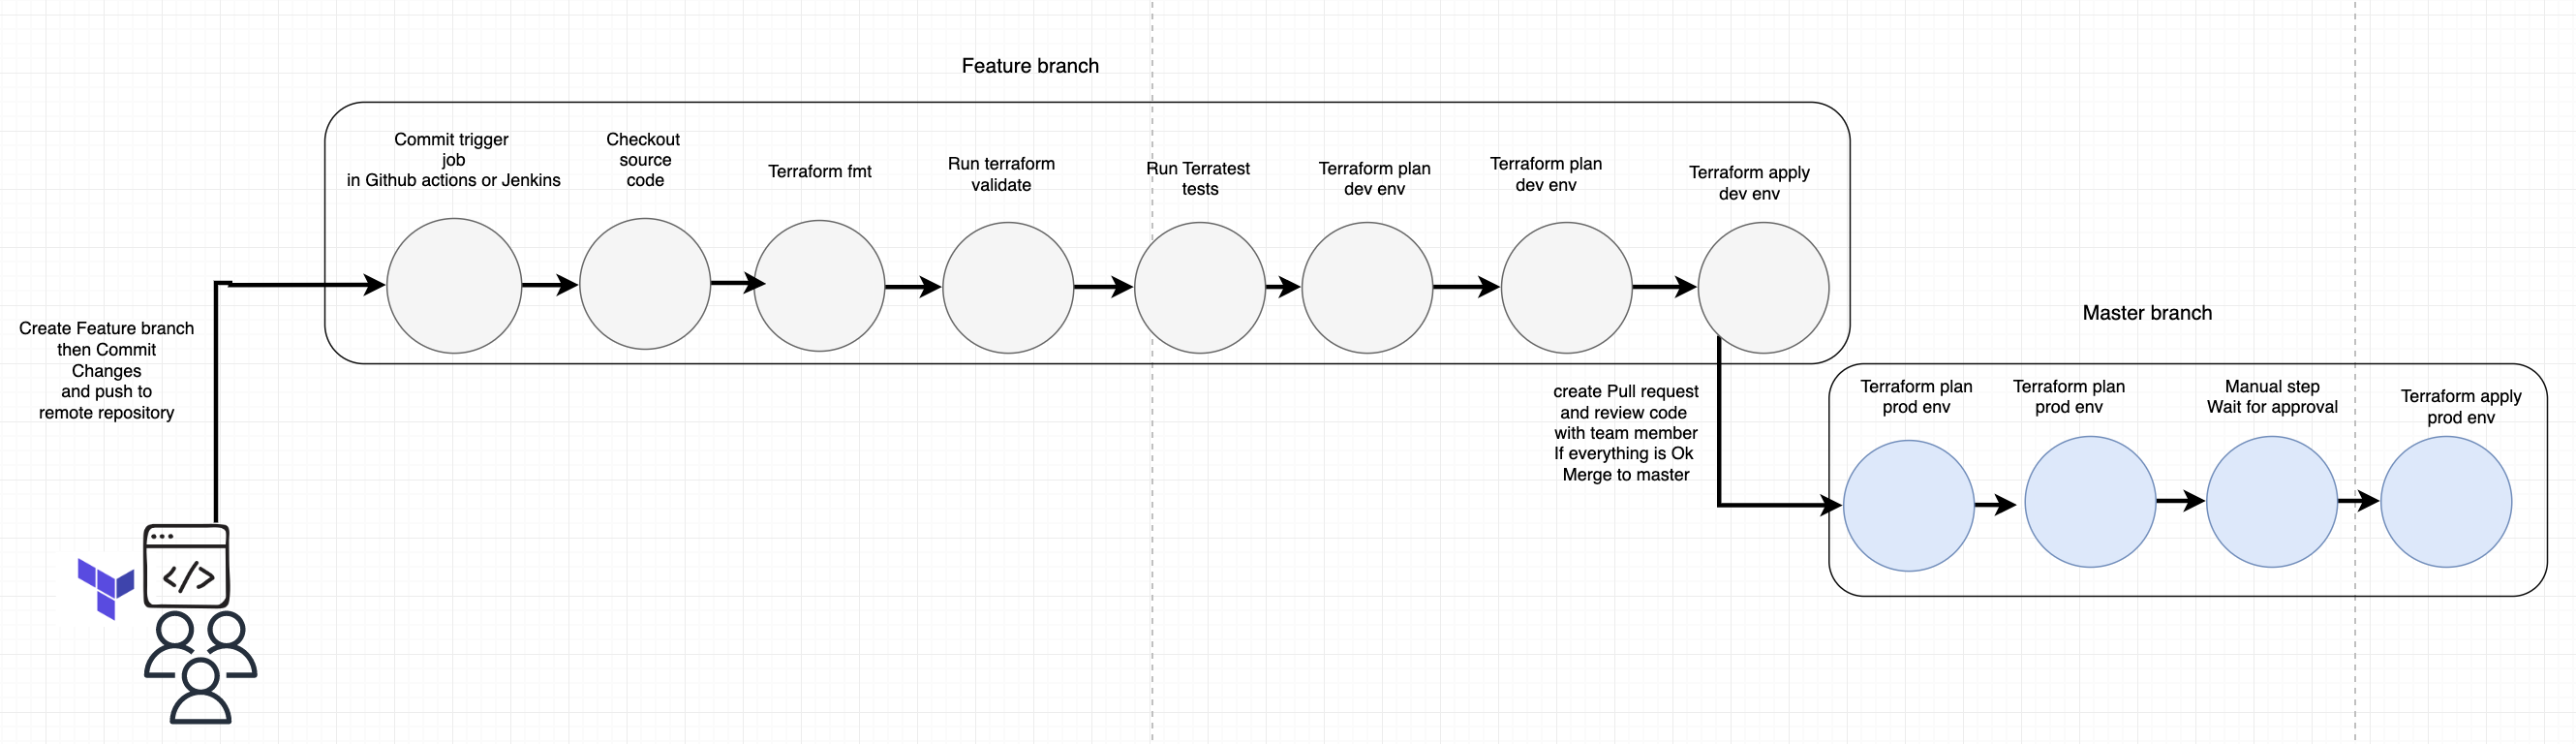 Feature branch
Commit trigger
job
in Github actions or Jenkins
Checkout
source
code
Terraform fmt
Run terraform
validate
Run Terratest
tests
Terraform plan
dev env
Terraform plan
dev env
Terraform apply
dev env
Create Feature branch
then Commit
Changes
and push to
remote repository
</>
create Pull request
and review code
with team member
If everything is Ok
Merge to master
Master branch
Terraform plan
prod env
Terraform plan
prod env
Manual step
Wait for approval
Terraform apply
prod env